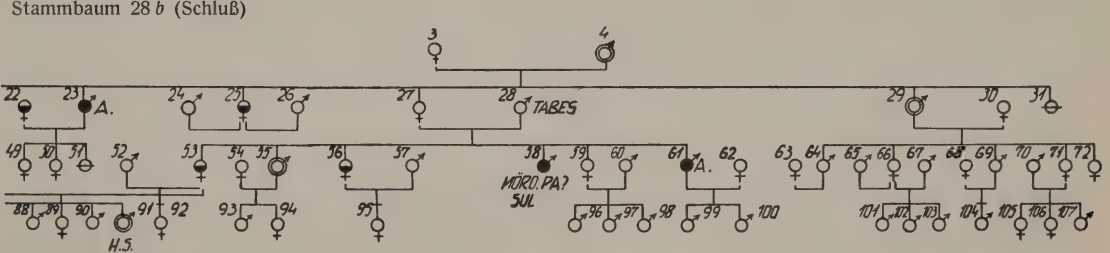 Stammbaum 28 b (Schluß)
3 4
22 23 A. 24 25 26 27 28 TABES 29 30 31
49 50 51 52 53 54 55 56 57 58 59 60 61 A. 62 63 64 65 66 67 68 69 70 71 72
MÖRD. PA?
SUI.
88 89 90 91 92 93 94 95 96 97 98 99 100 101 102 103 104 105 106 107
H.S.